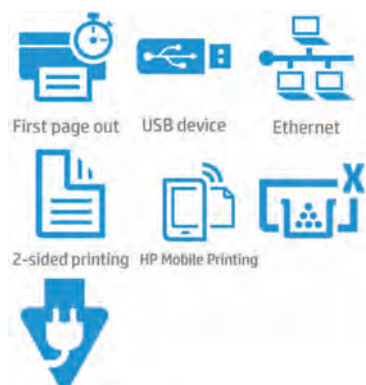 First page out USB device Ethernet
X
2-sided printing HP Mobile Printing